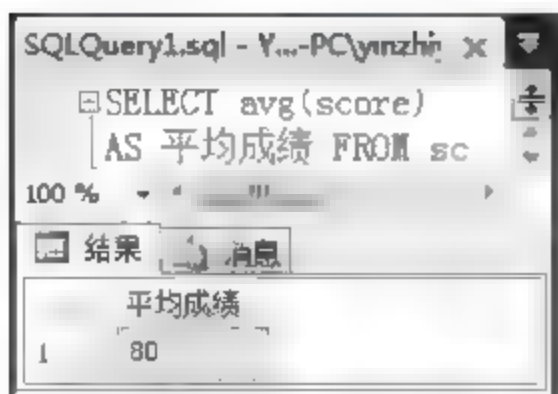 SQLQuery1.sql - Y...-PC\yinzhi
SELECT avg(score)
AS 平均成绩 FROM sc
100 %
结果 消息
平均成绩
1 80